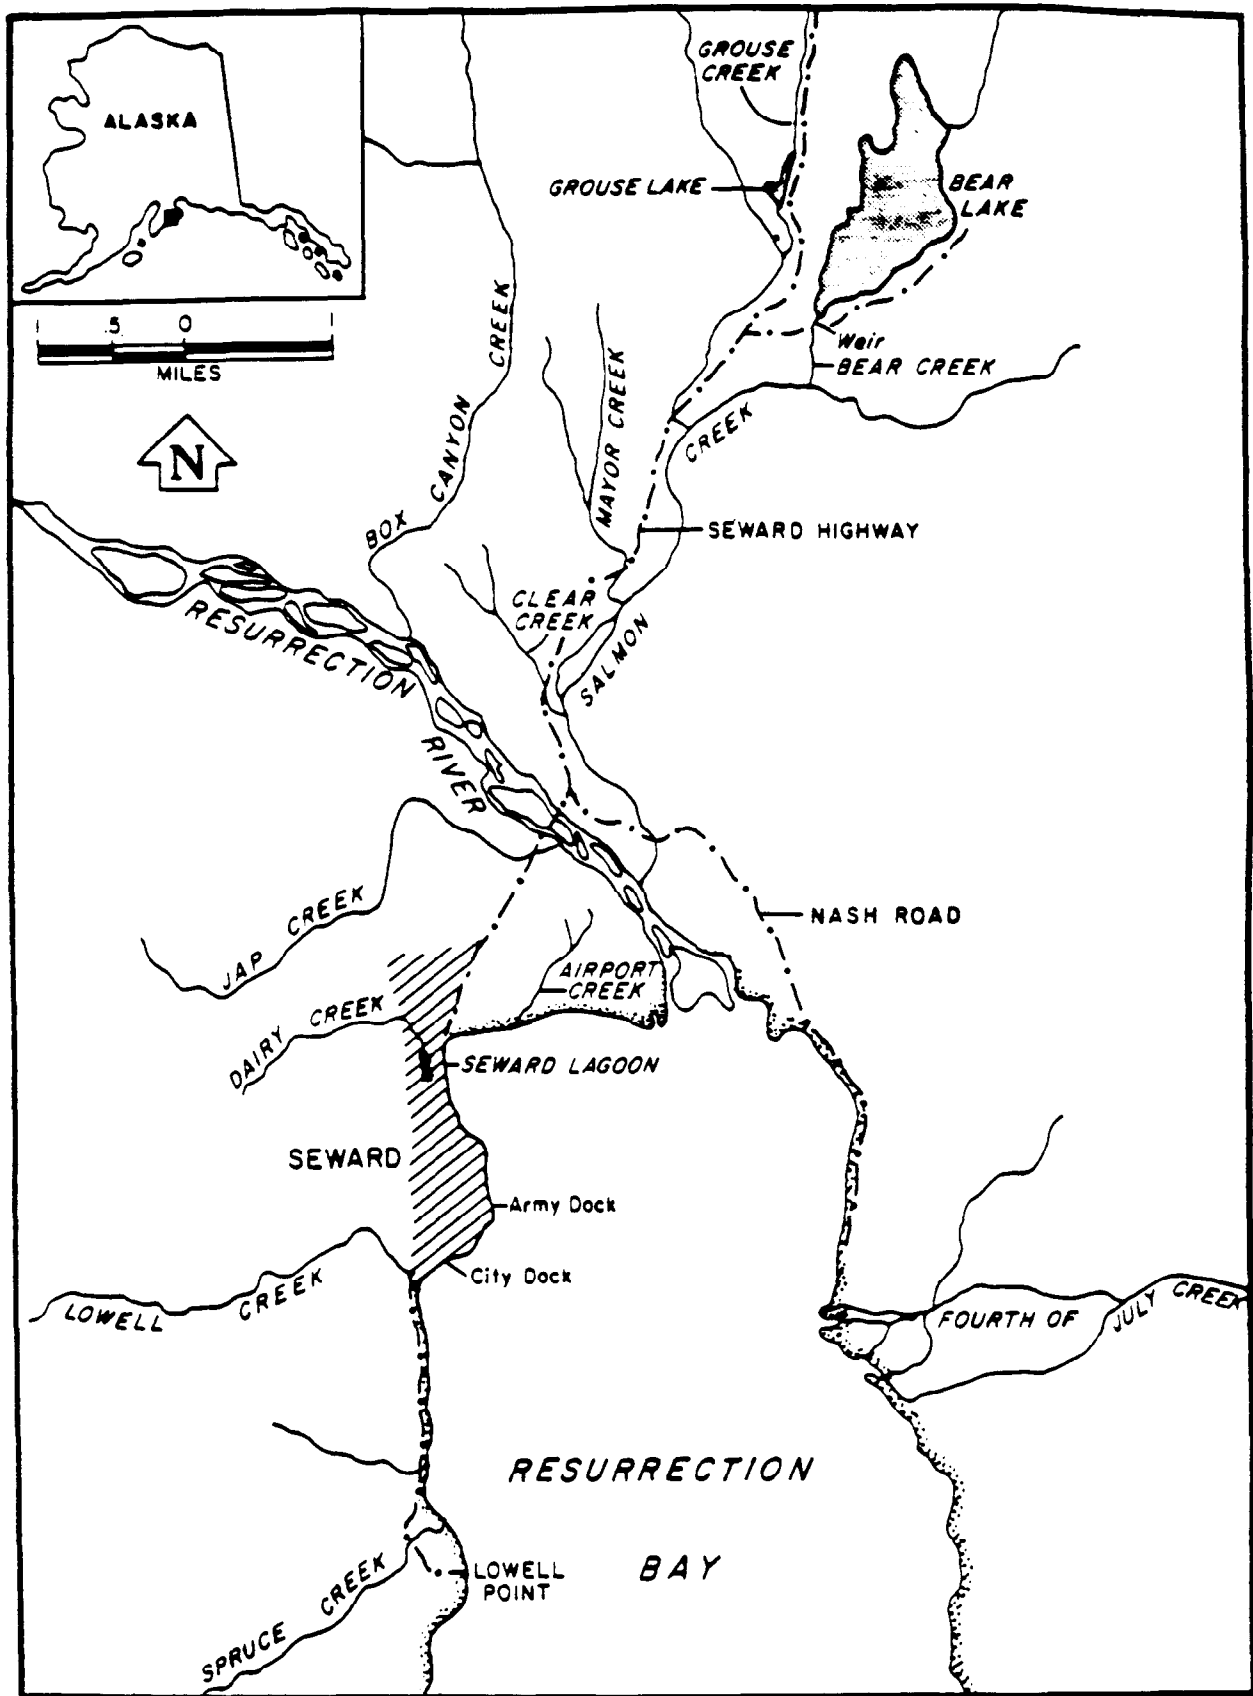 ALASKA
GROUSE
CREEK
GROUSE LAKE
BEAR
LAKE
.5 0
MILES
N
Weir
BEAR CREEK
BOX CANYON CREEK
MAYOR CREEK
SALMON CREEK
SEWARD HIGHWAY
CLEAR
CREEK
RESURRECTION RIVER
JAP CREEK
NASH ROAD
AIRPORT
CREEK
DAIRY CREEK
SEWARD LAGOON
SEWARD
Army Dock
City Dock
LOWELL CREEK
FOURTH OF JULY CREEK
RESURRECTION
BAY
LOWELL
POINT
SPRUCE CREEK